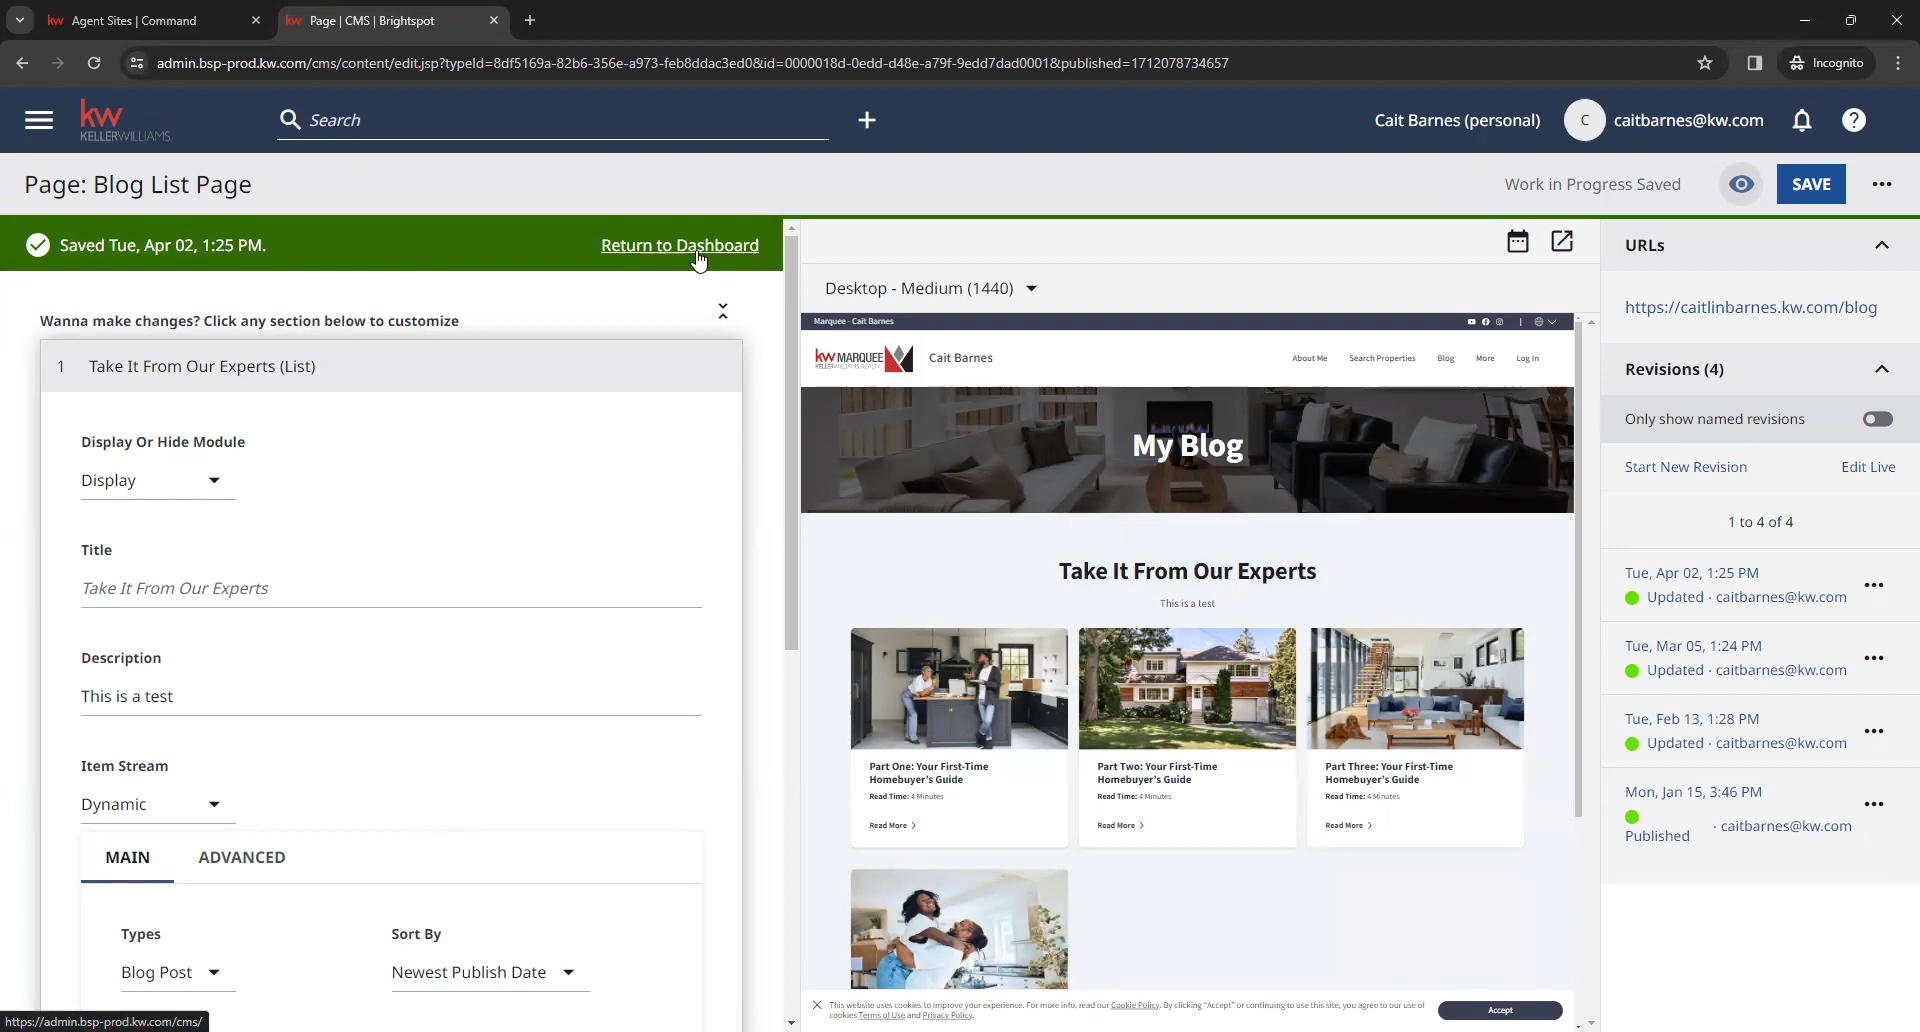 Agent Sites | Command
Page | CMS | Brightspot
admin.bsp-prod.kw.com/cms/content/edit.jsp?typeId=8df5169a-82b6-356e-a973-feb8ddac3ed0&id=0000018d-0edd-d48e-a79f-9edd7dad0001&published=1712078734657
Incognito
kw
KELLERWILLIAMS.
Search
Cait Barnes (personal)
C
caitbarnes@kw.com
Page: Blog List Page
Work in Progress Saved
SAVE
Saved Tue, Apr 02, 1:25 PM.
Return to Dashboard
Wanna make changes? Click any section below to customize
1 Take It From Our Experts (List)
Display Or Hide Module
Display
Title
Take It From Our Experts
Description
This is a test
Item Stream
Dynamic
MAIN
ADVANCED
Types
Sort By
Blog Post
Newest Publish Date
https://admin.bsp-prod.kw.com/cms/
Desktop - Medium (1440)
Marquee - Cait Barnes
kw MARQUEE
KELLERWILLIAMS. REALTY
Cait Barnes
About Me
Search Properties
Blog
More
Log In
My Blog
Take It From Our Experts
This is a test
Part One: Your First-Time
Homebuyer's Guide
Read Time: 4 Minutes
Read More
Part Two: Your First-Time
Homebuyer's Guide
Read Time: 4 Minutes
Read More
Part Three: Your First-Time
Homebuyer's Guide
Read Time: 4 Minutes
Read More
This website uses cookies to improve your experience. For more info, read our Cookie Policy. By clicking "Accept" or continuing to use this site, you agree to our use of
cookies Terms of Use and Privacy Policy.
Accept
URLs
https://caitlinbarnes.kw.com/blog
Revisions (4)
Only show named revisions
Start New Revision
Edit Live
1 to 4 of 4
Tue, Apr 02, 1:25 PM
Updated · caitbarnes@kw.com
Tue, Mar 05, 1:24 PM
Updated · caitbarnes@kw.com
Tue, Feb 13, 1:28 PM
Updated · caitbarnes@kw.com
Mon, Jan 15, 3:46 PM
Published · caitbarnes@kw.com